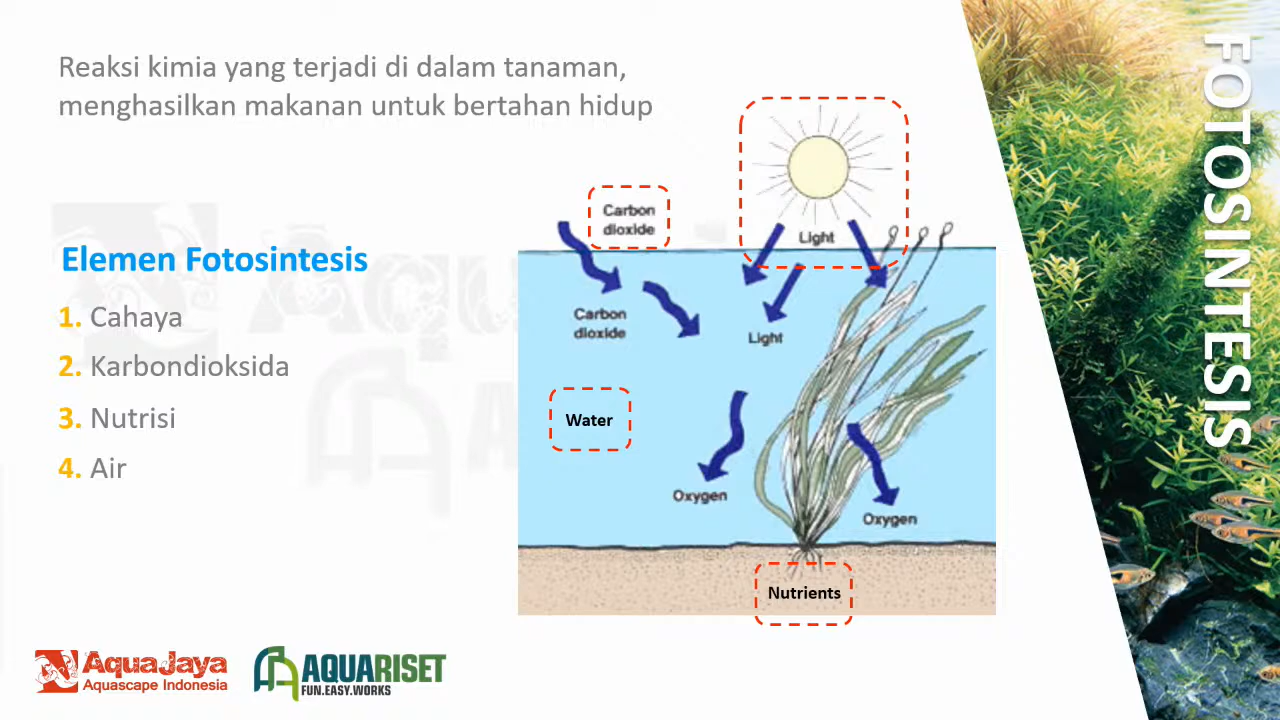 Reaksi kimia yang terjadi di dalam tanaman,
menghasilkan makanan untuk bertahan hidup
FOTOSINTESIS
Elemen Fotosintesis
1. Cahaya
2. Karbondioksida
3. Nutrisi
4. Air
Carbon
dioxide
Light
Carbon
dioxide
Light
Water
Oxygen
Oxygen
Nutrients
AquaJaya
Aquascape Indonesia
AQUARISET
FUN.EASY.WORKS